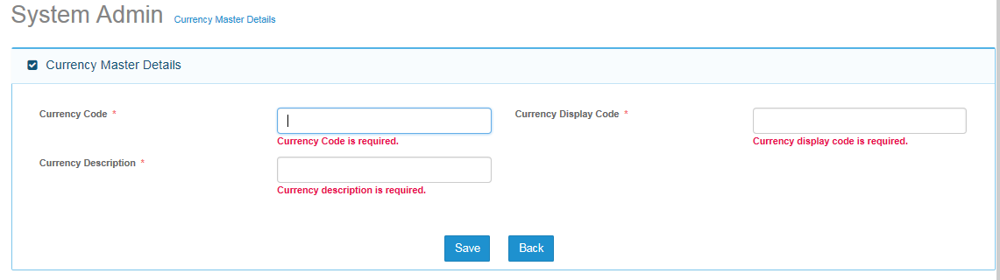 System Admin Currency Master Details
Currency Master Details
Currency Code * Currency Display Code *
Currency Code is required. Currency display code is required.
Currency Description *
Currency description is required.
Save Back